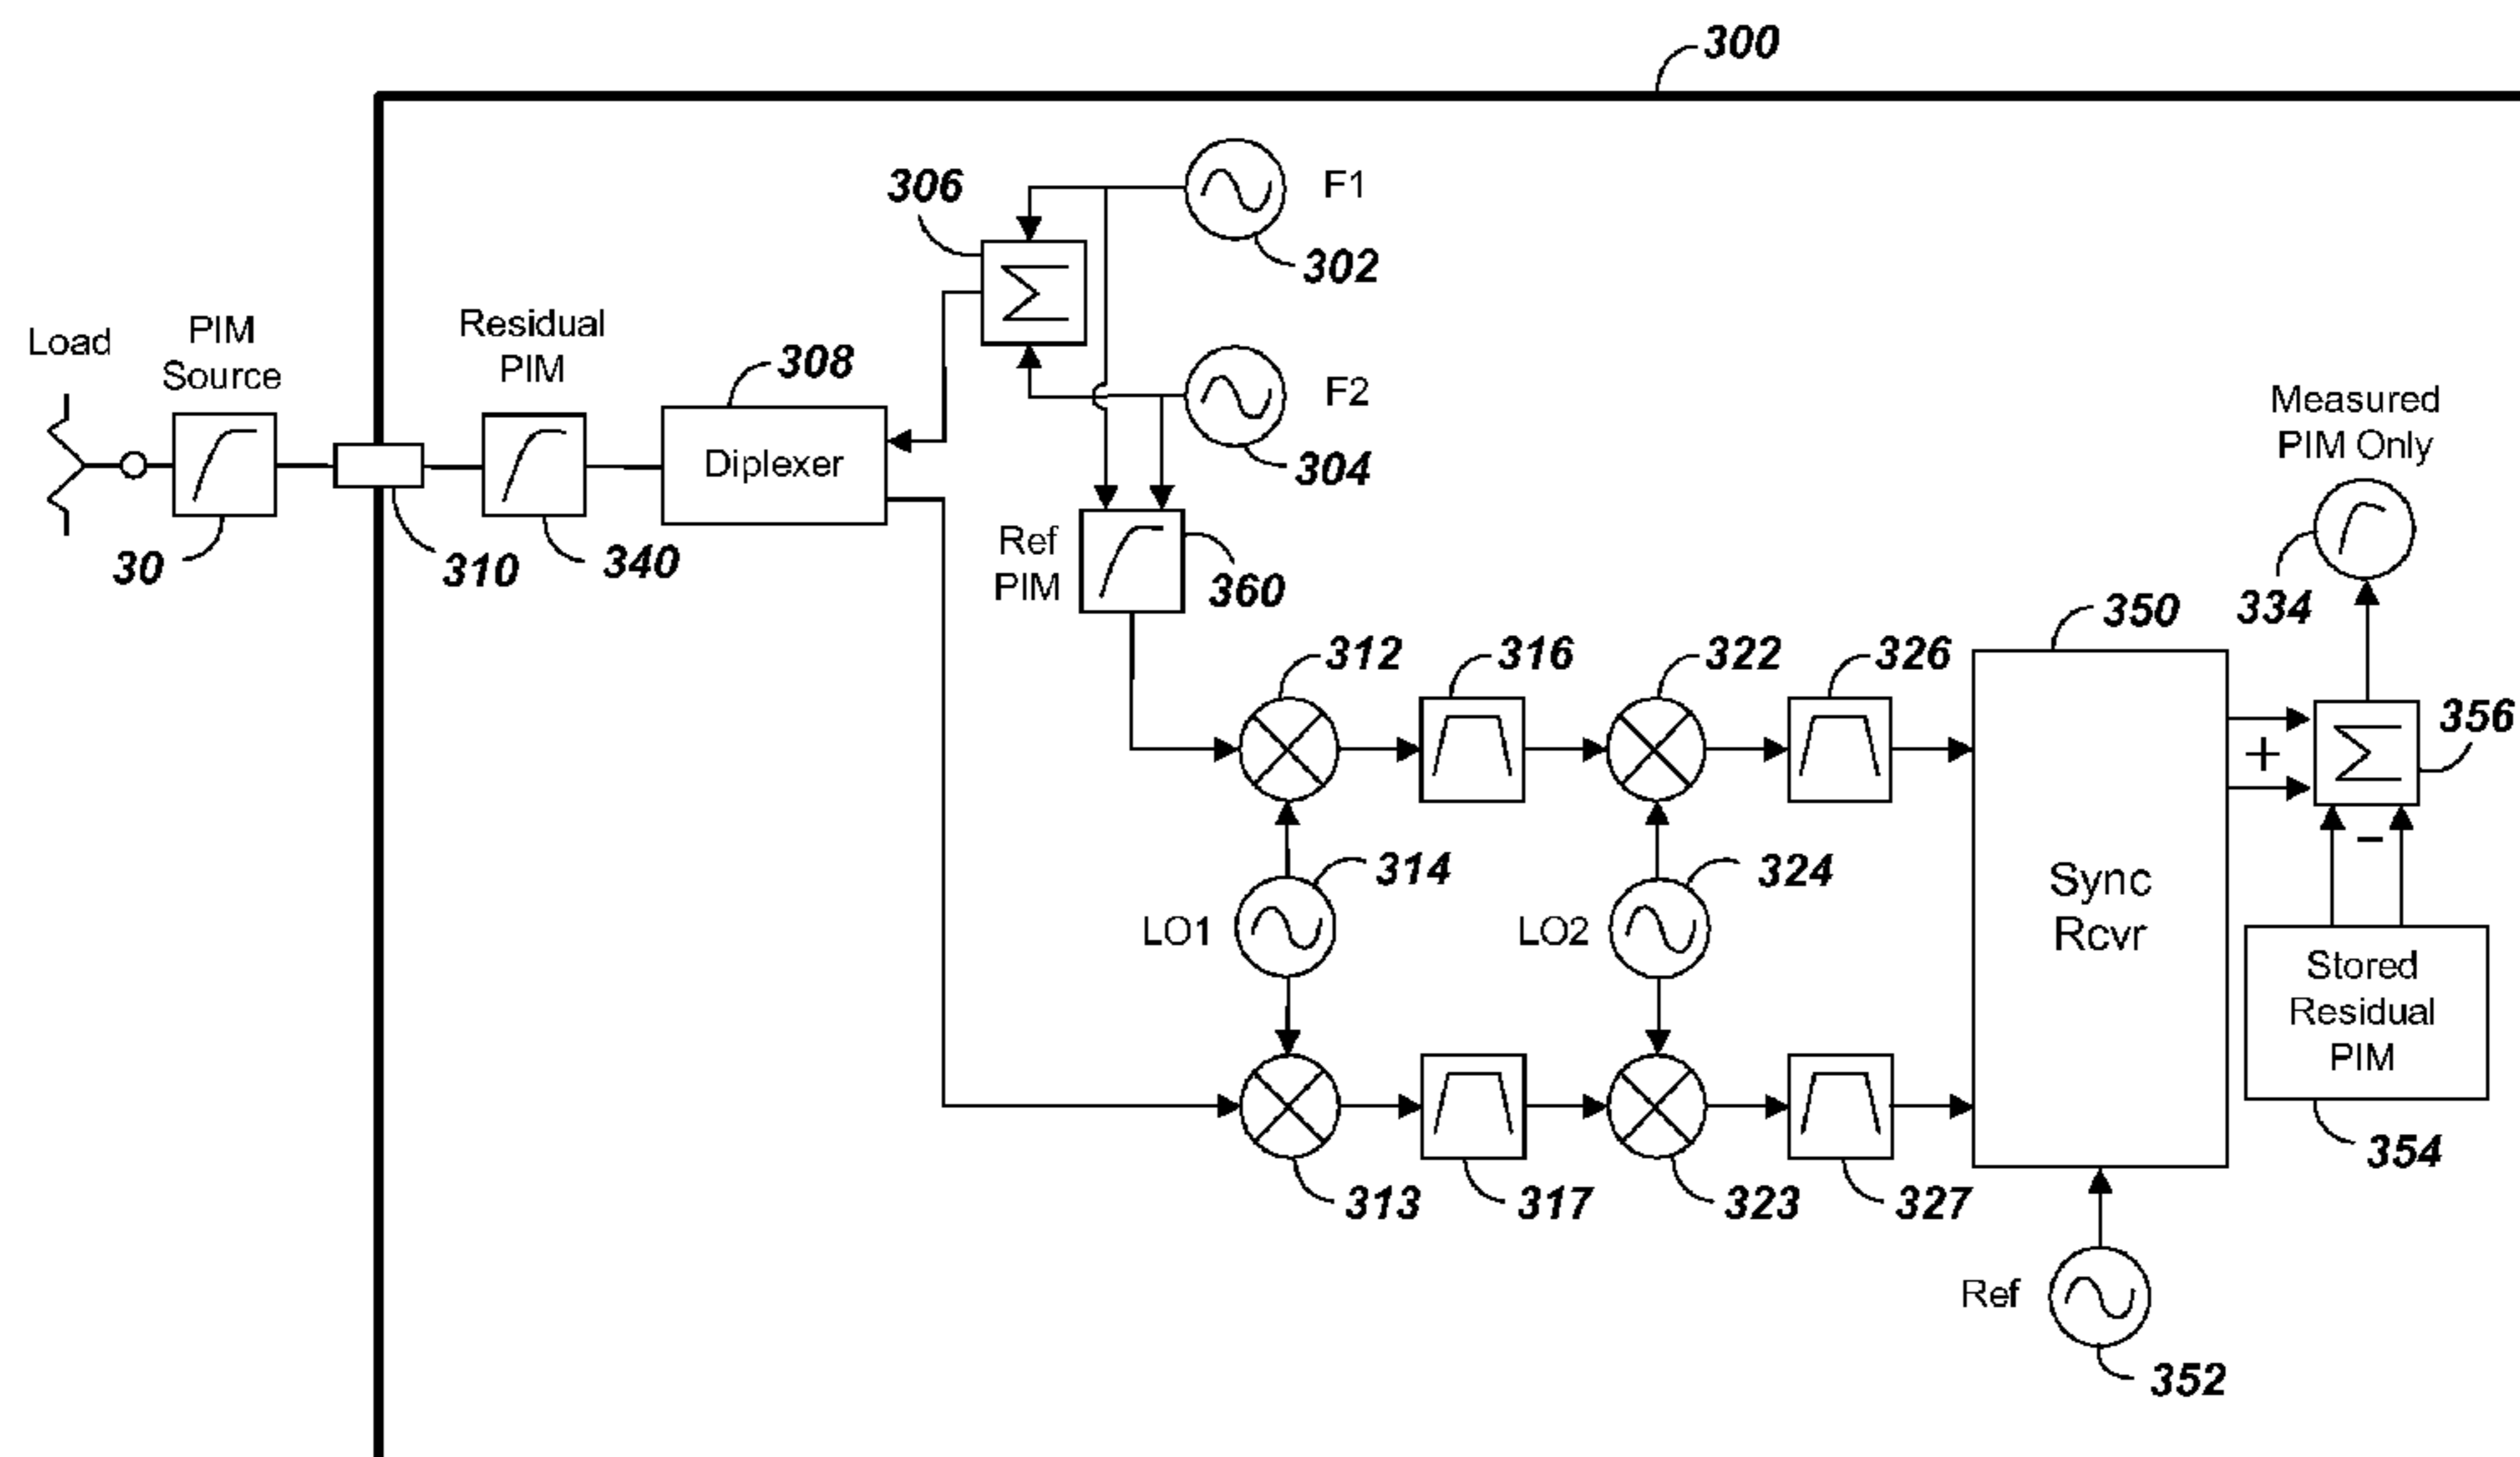 300
306
F1
302
Load
PIM
Source
Residual
PIM
308
F2
304
Diplexer
Measured
PIM Only
30
310
340
Ref
PIM
360
334
350
312
316
322
326
356
+
−
314
324
LO1
LO2
Sync
Rcvr
Stored
Residual
PIM
354
313
317
323
327
Ref
352